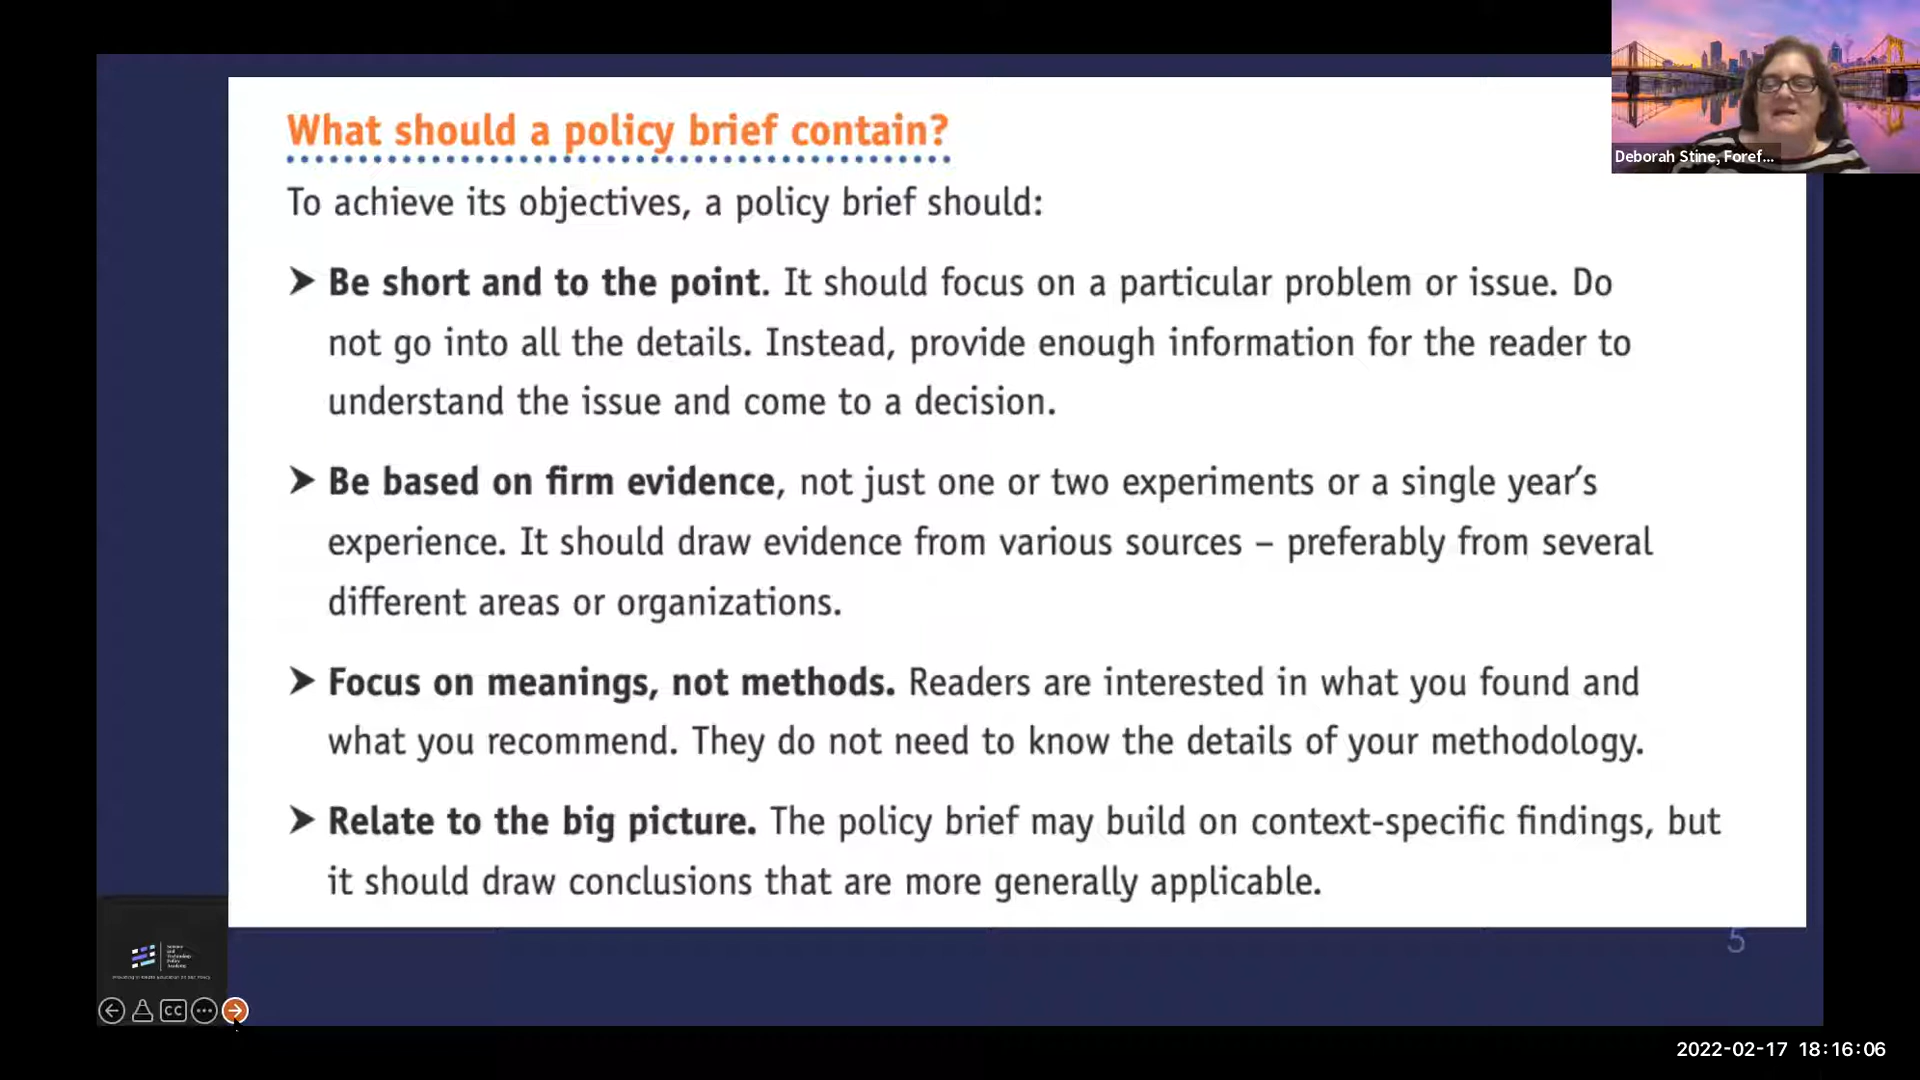 What should a policy brief contain?
To achieve its objectives, a policy brief should:
➤ Be short and to the point. It should focus on a particular problem or issue. Do
not go into all the details. Instead, provide enough information for the reader to
understand the issue and come to a decision.
➤ Be based on firm evidence, not just one or two experiments or a single year's
experience. It should draw evidence from various sources – preferably from several
different areas or organizations.
➤ Focus on meanings, not methods. Readers are interested in what you found and
what you recommend. They do not need to know the details of your methodology.
➤ Relate to the big picture. The policy brief may build on context-specific findings, but
it should draw conclusions that are more generally applicable.
Deborah Stine, Foref...
5
Science
and
Technology
Policy
Academy
CC
2022-02-17 18:16:06